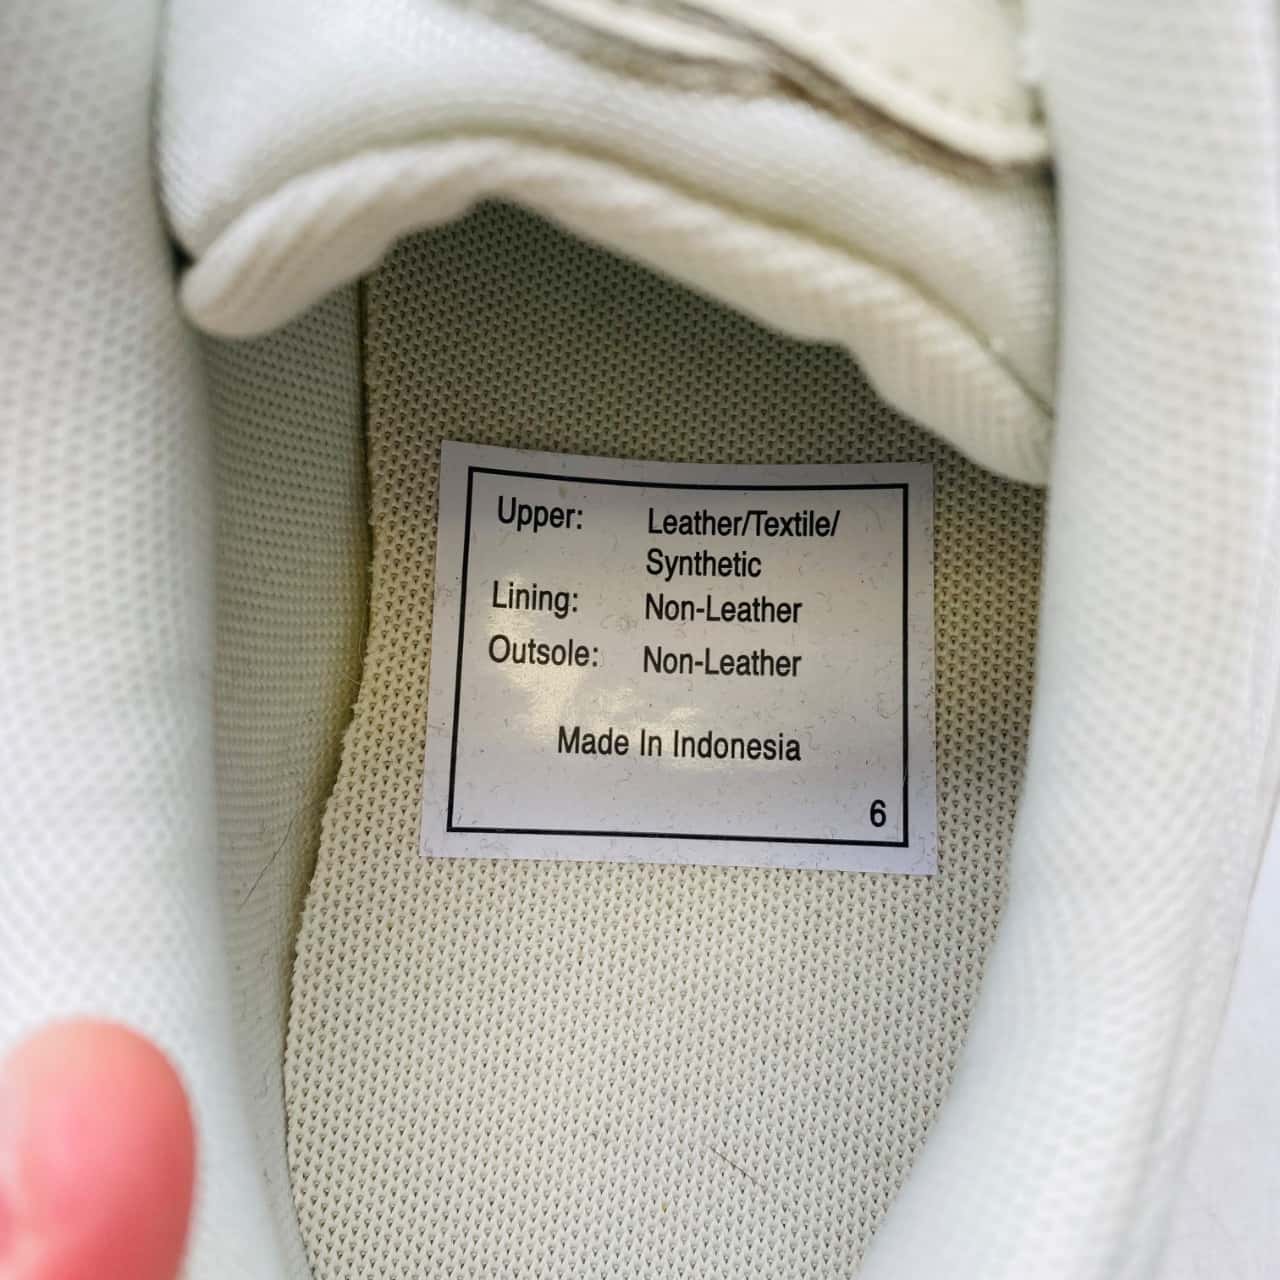 Upper: Leather/Textile/
Synthetic
Lining: Non-Leather
Outsole: Non-Leather
Made In Indonesia
6